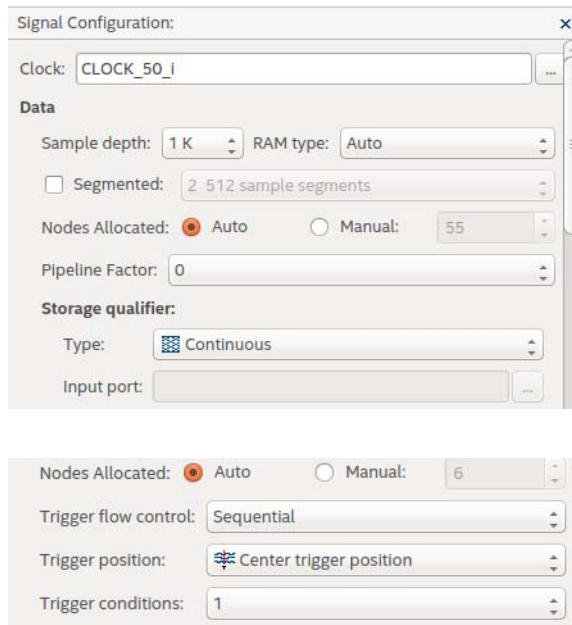 Signal Configuration: ×
Clock: CLOCK_50_i ...
Data
Sample depth: 1 K RAM type: Auto
Segmented: 2 512 sample segments
Nodes Allocated: Auto Manual: 55
Pipeline Factor: 0
Storage qualifier:
Type: Continuous
Input port: ...
Nodes Allocated: Auto Manual: 6
Trigger flow control: Sequential
Trigger position: Center trigger position
Trigger conditions: 1